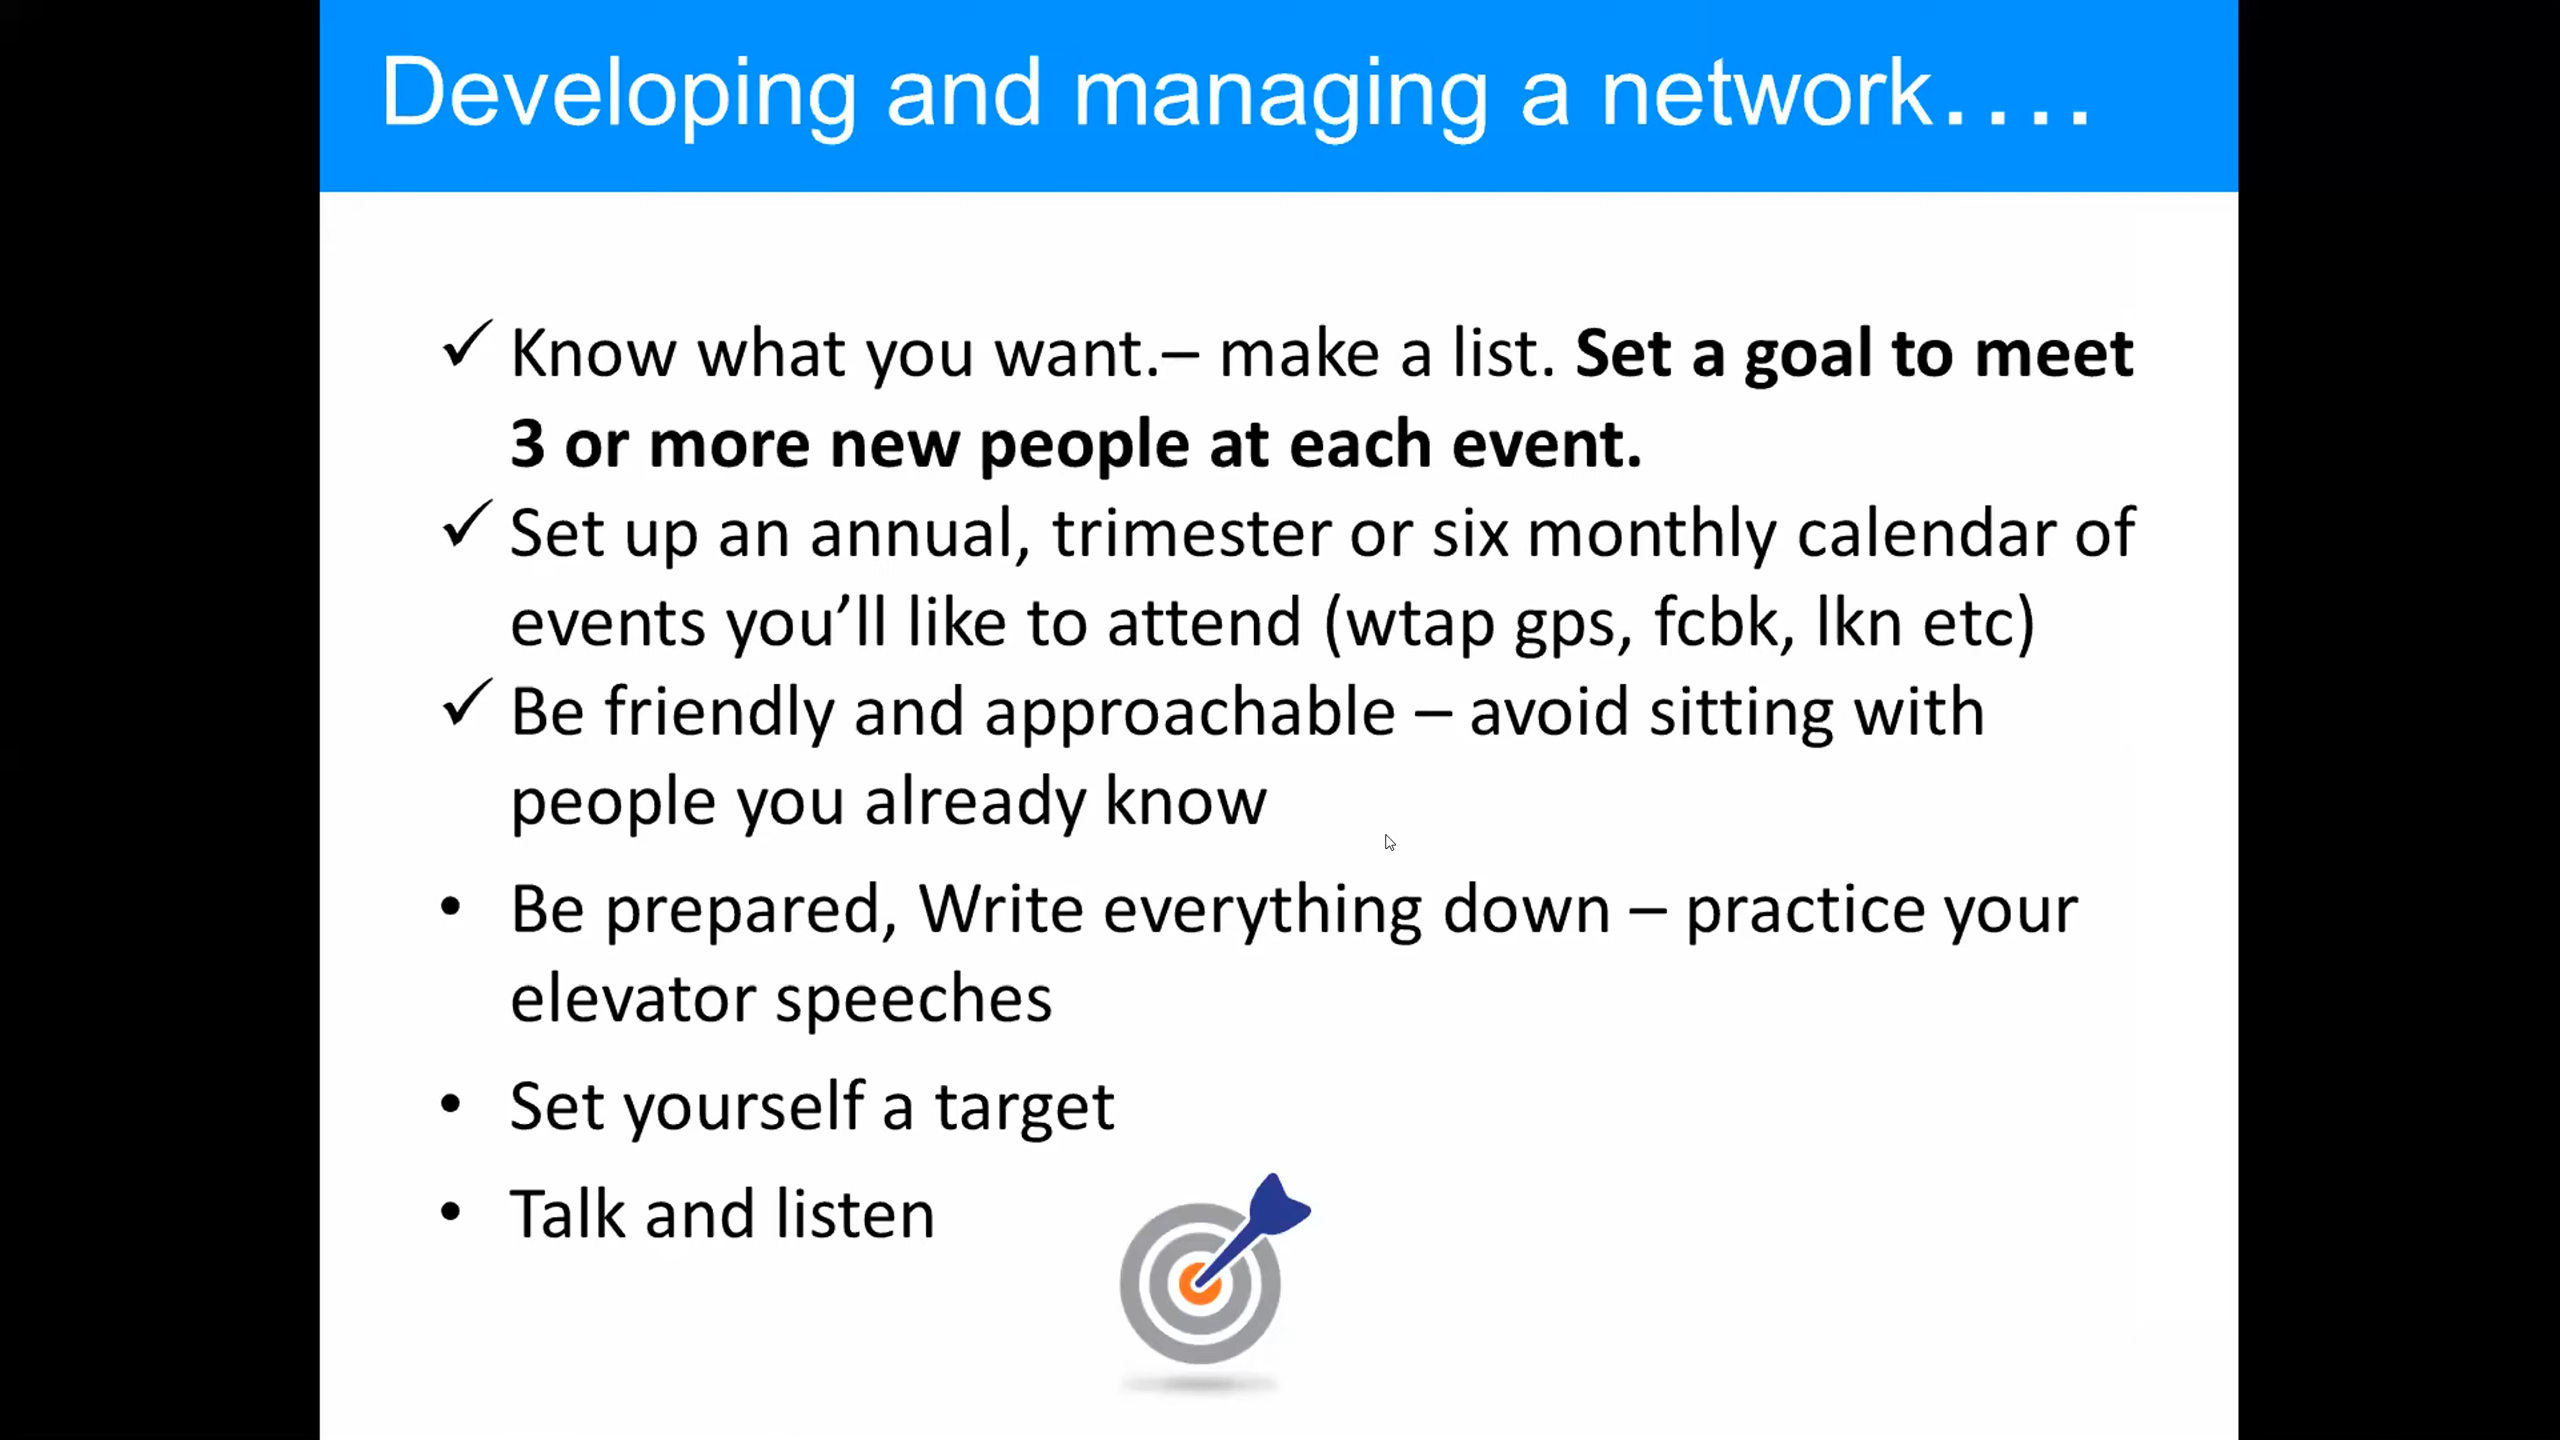 Developing and managing a network....
✓ Know what you want.– make a list. Set a goal to meet
3 or more new people at each event.
✓ Set up an annual, trimester or six monthly calendar of
events you’ll like to attend (wtap gps, fcbk, lkn etc)
✓ Be friendly and approachable – avoid sitting with
people you already know
• Be prepared, Write everything down – practice your
elevator speeches
• Set yourself a target
• Talk and listen